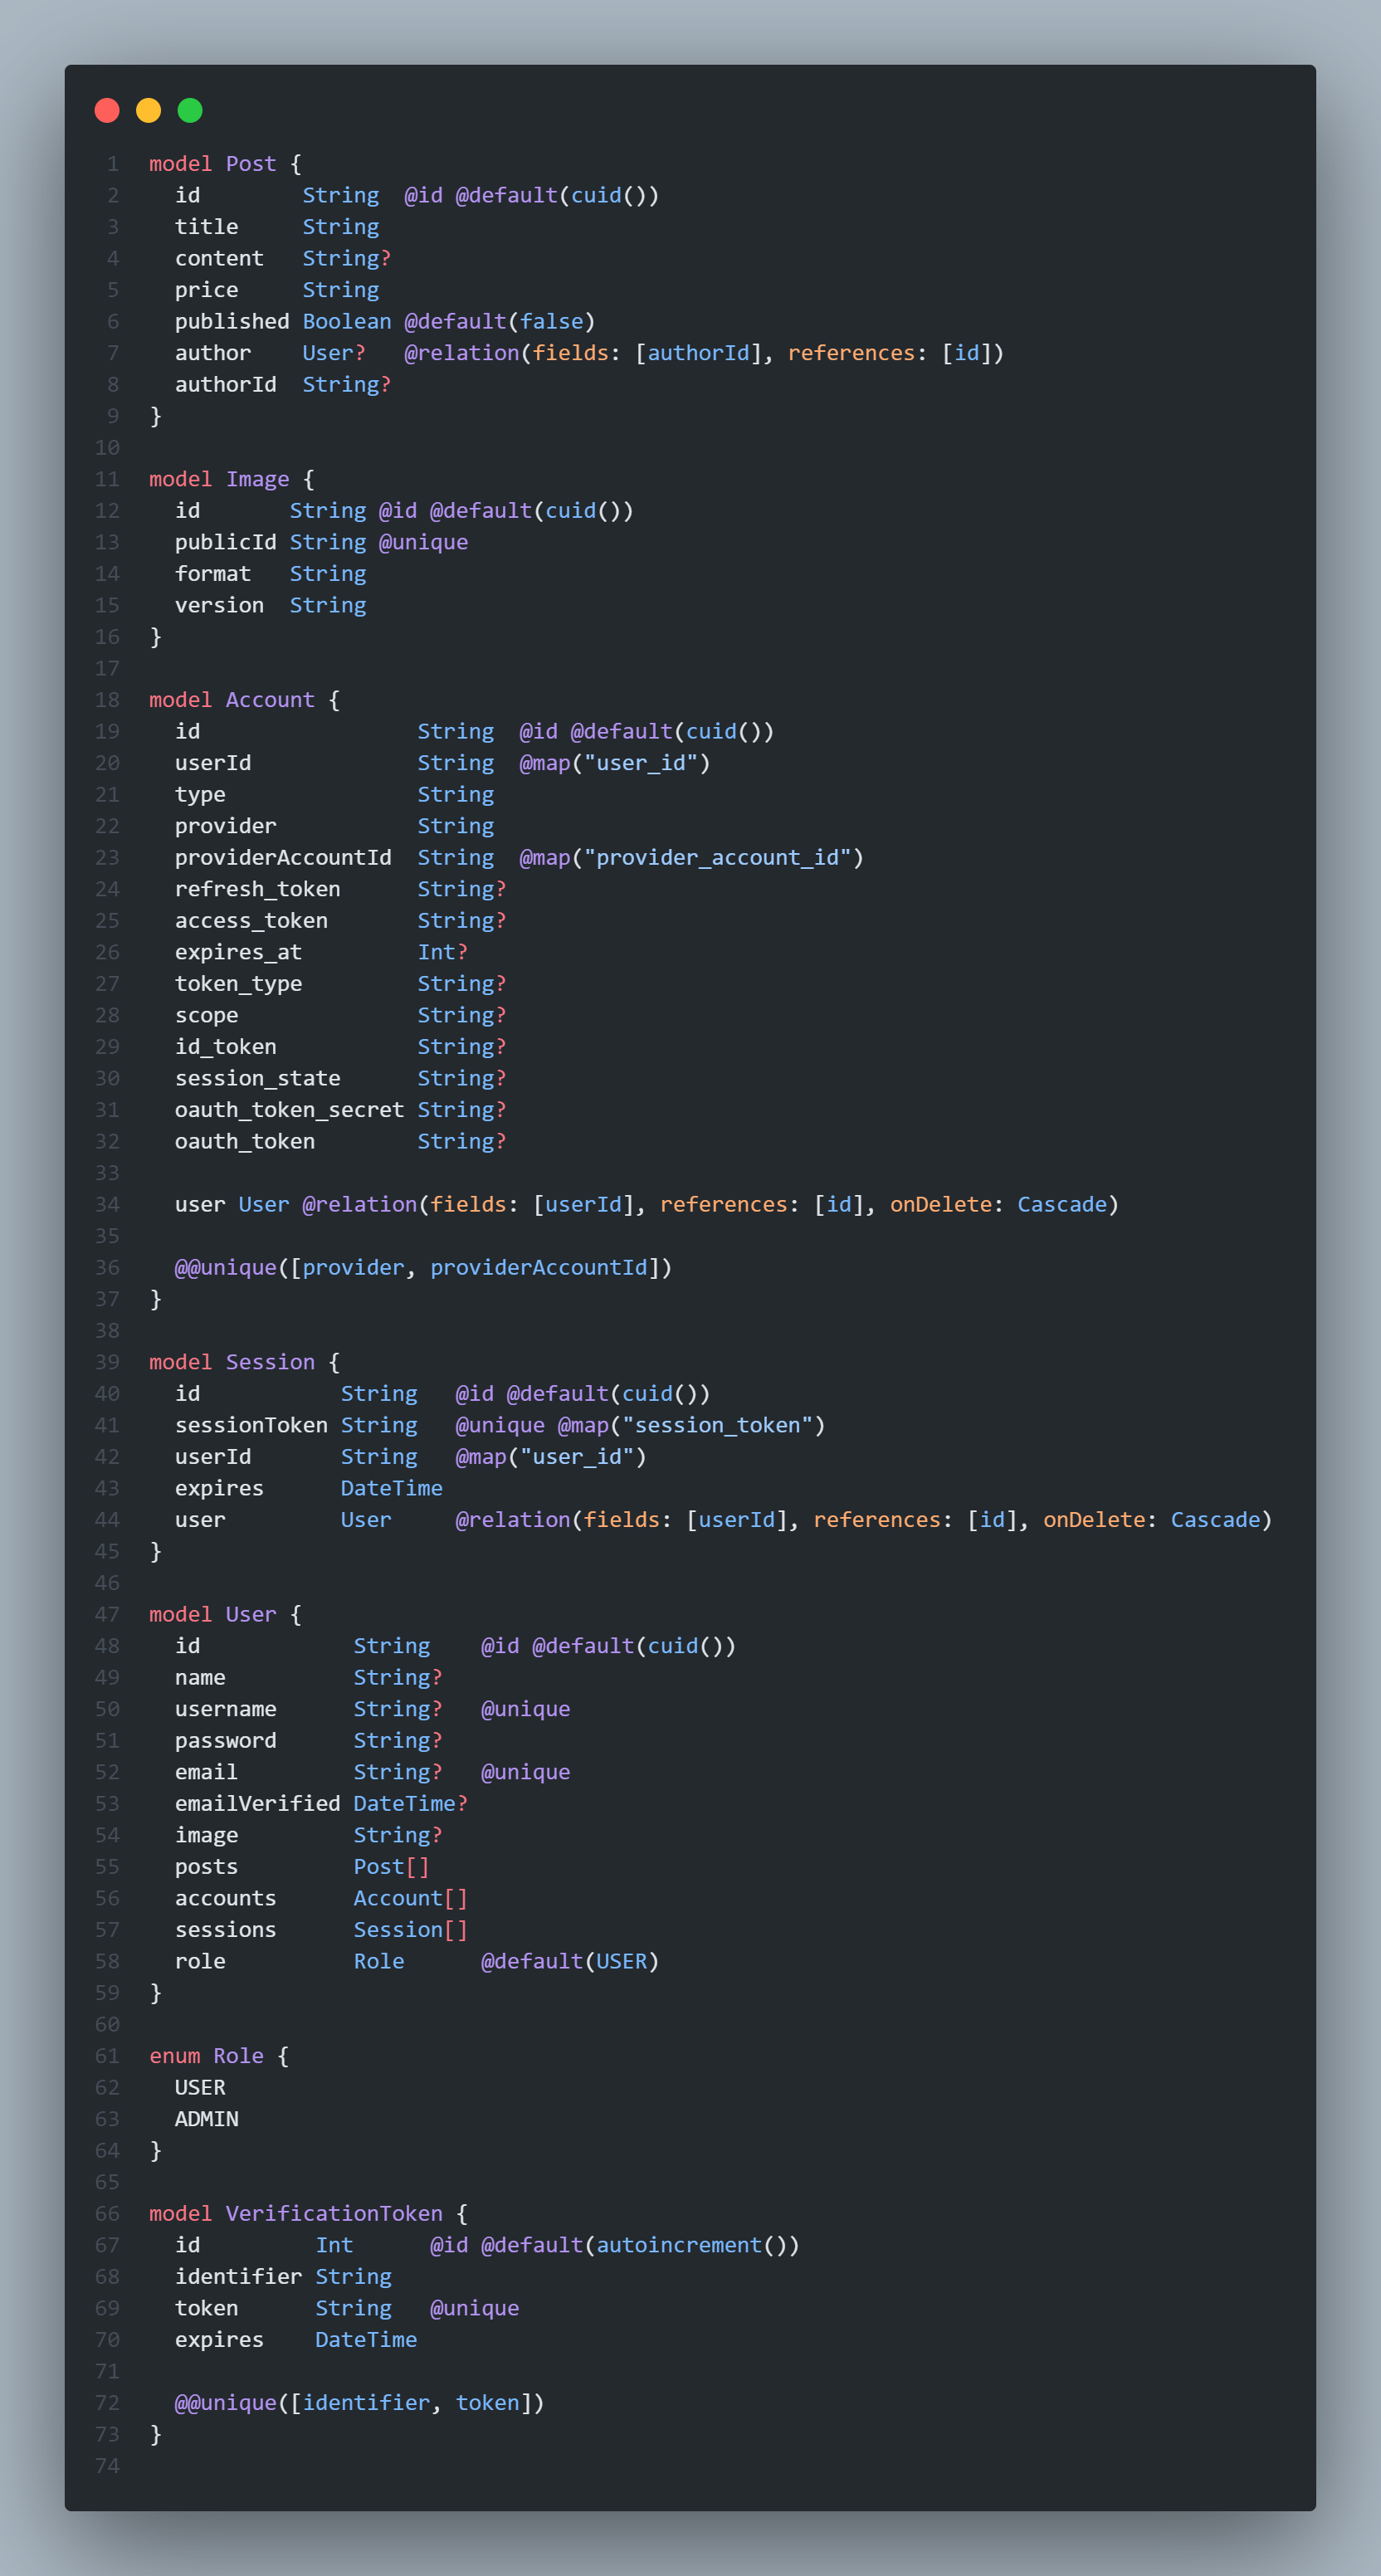 1 model Post {
2   id        String  @id @default(cuid())
3   title     String
4   content   String?
5   price     String
6   published Boolean @default(false)
7   author    User?   @relation(fields: [authorId], references: [id])
8   authorId  String?
9 }
10
11 model Image {
12   id       String @id @default(cuid())
13   publicId String @unique
14   format   String
15   version  String
16 }
17
18 model Account {
19   id                 String  @id @default(cuid())
20   userId             String  @map("user_id")
21   type               String
22   provider           String
23   providerAccountId  String  @map("provider_account_id")
24   refresh_token      String?
25   access_token       String?
26   expires_at         Int?
27   token_type         String?
28   scope              String?
29   id_token           String?
30   session_state      String?
31   oauth_token_secret String?
32   oauth_token        String?
33
34   user User @relation(fields: [userId], references: [id], onDelete: Cascade)
35
36   @@unique([provider, providerAccountId])
37 }
38
39 model Session {
40   id           String   @id @default(cuid())
41   sessionToken String   @unique @map("session_token")
42   userId       String   @map("user_id")
43   expires      DateTime
44   user         User     @relation(fields: [userId], references: [id], onDelete: Cascade)
45 }
46
47 model User {
48   id            String    @id @default(cuid())
49   name          String?
50   username      String?   @unique
51   password      String?
52   email         String?   @unique
53   emailVerified DateTime?
54   image         String?
55   posts         Post[]
56   accounts      Account[]
57   sessions      Session[]
58   role          Role      @default(USER)
59 }
60
61 enum Role {
62   USER
63   ADMIN
64 }
65
66 model VerificationToken {
67   id         Int      @id @default(autoincrement())
68   identifier String
69   token      String   @unique
70   expires    DateTime
71
72   @@unique([identifier, token])
73 }
74